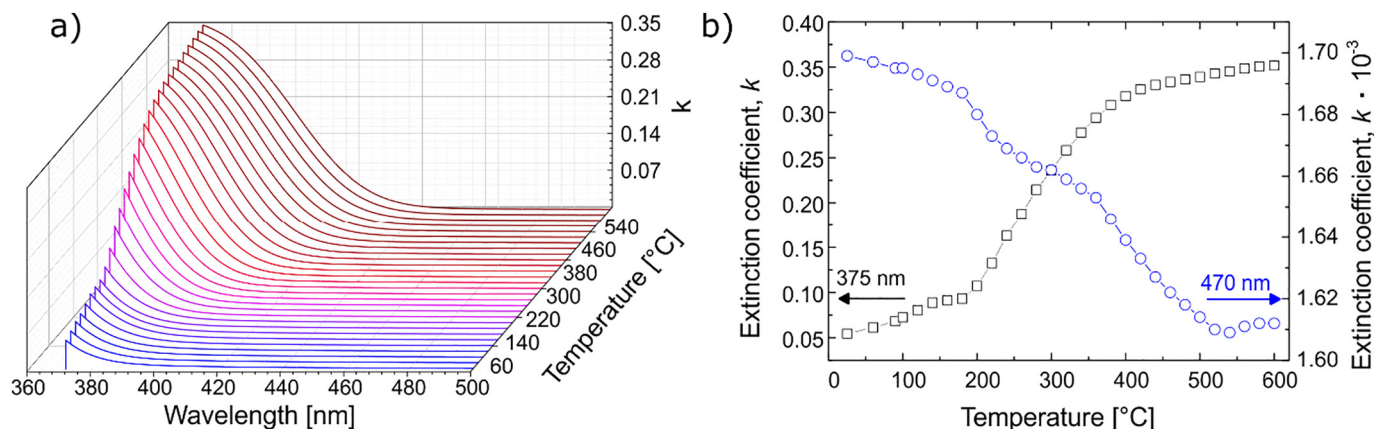 a)
0.35
0.28
0.21
0.14
0.07
k
540
460
380
300
220
140
60
Temperature [°C]
360 380 400 420 440 460 480 500
Wavelength [nm]
b)
0.40
0.35
0.30
0.25
0.20
0.15
0.10
0.05
Extinction coefficient, k
375 nm
470 nm
1.70
1.68
1.66
1.64
1.62
1.60
Extinction coefficient, k · 10-3
0 100 200 300 400 500 600
Temperature [°C]